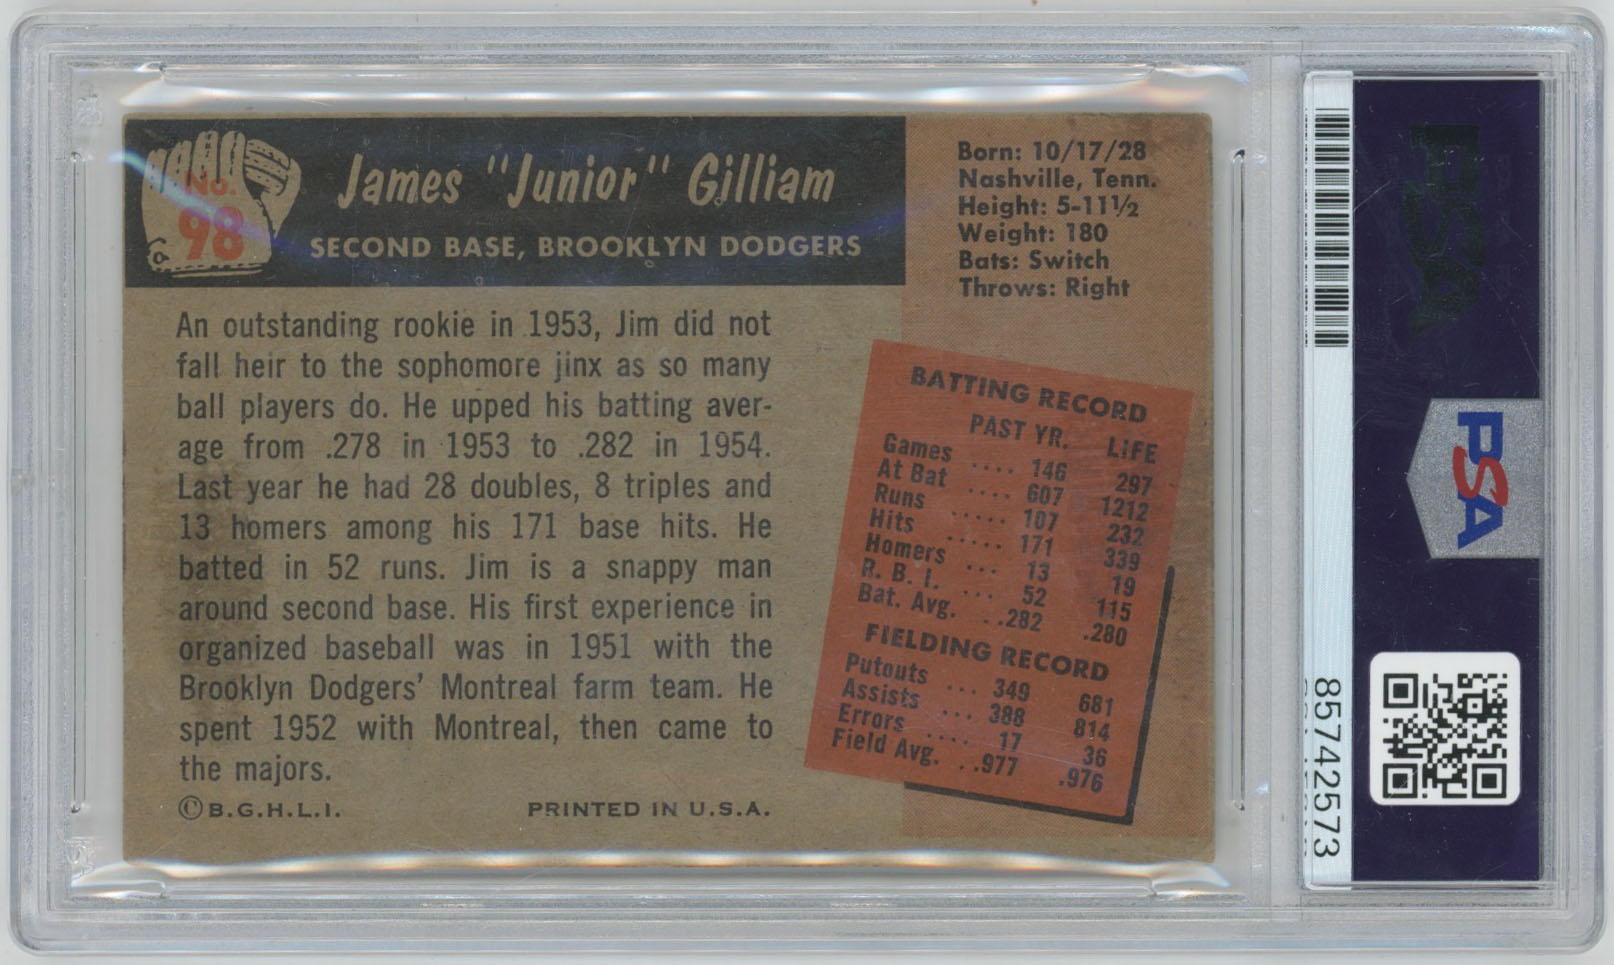 No.
98
James "Junior" Gilliam
SECOND BASE, BROOKLYN DODGERS
Born: 10/17/28
Nashville, Tenn.
Height: 5-11½
Weight: 180
Bats: Switch
Throws: Right
An outstanding rookie in 1953, Jim did not
fall heir to the sophomore jinx as so many
ball players do. He upped his batting aver-
age from .278 in 1953 to .282 in 1954.
Last year he had 28 doubles, 8 triples and
13 homers among his 171 base hits. He
batted in 52 runs. Jim is a snappy man
around second base. His first experience in
organized baseball was in 1951 with the
Brooklyn Dodgers' Montreal farm team. He
spent 1952 with Montreal, then came to
the majors.
©B.G.H.L.I. PRINTED IN U.S.A.
BATTING RECORD
PAST YR. LIFE
Games .... 146 297
At Bat .... 607 1212
Runs ..... 107 232
Hits ..... 171 339
Homers ... 13 19
R. B. I. ... 52 115
Bat. Avg. ..282 .280
FIELDING RECORD
Putouts ... 349 681
Assists ... 388 814
Errors .... 17 36
Field Avg. ..977 .976
PSA
PSA
85742573